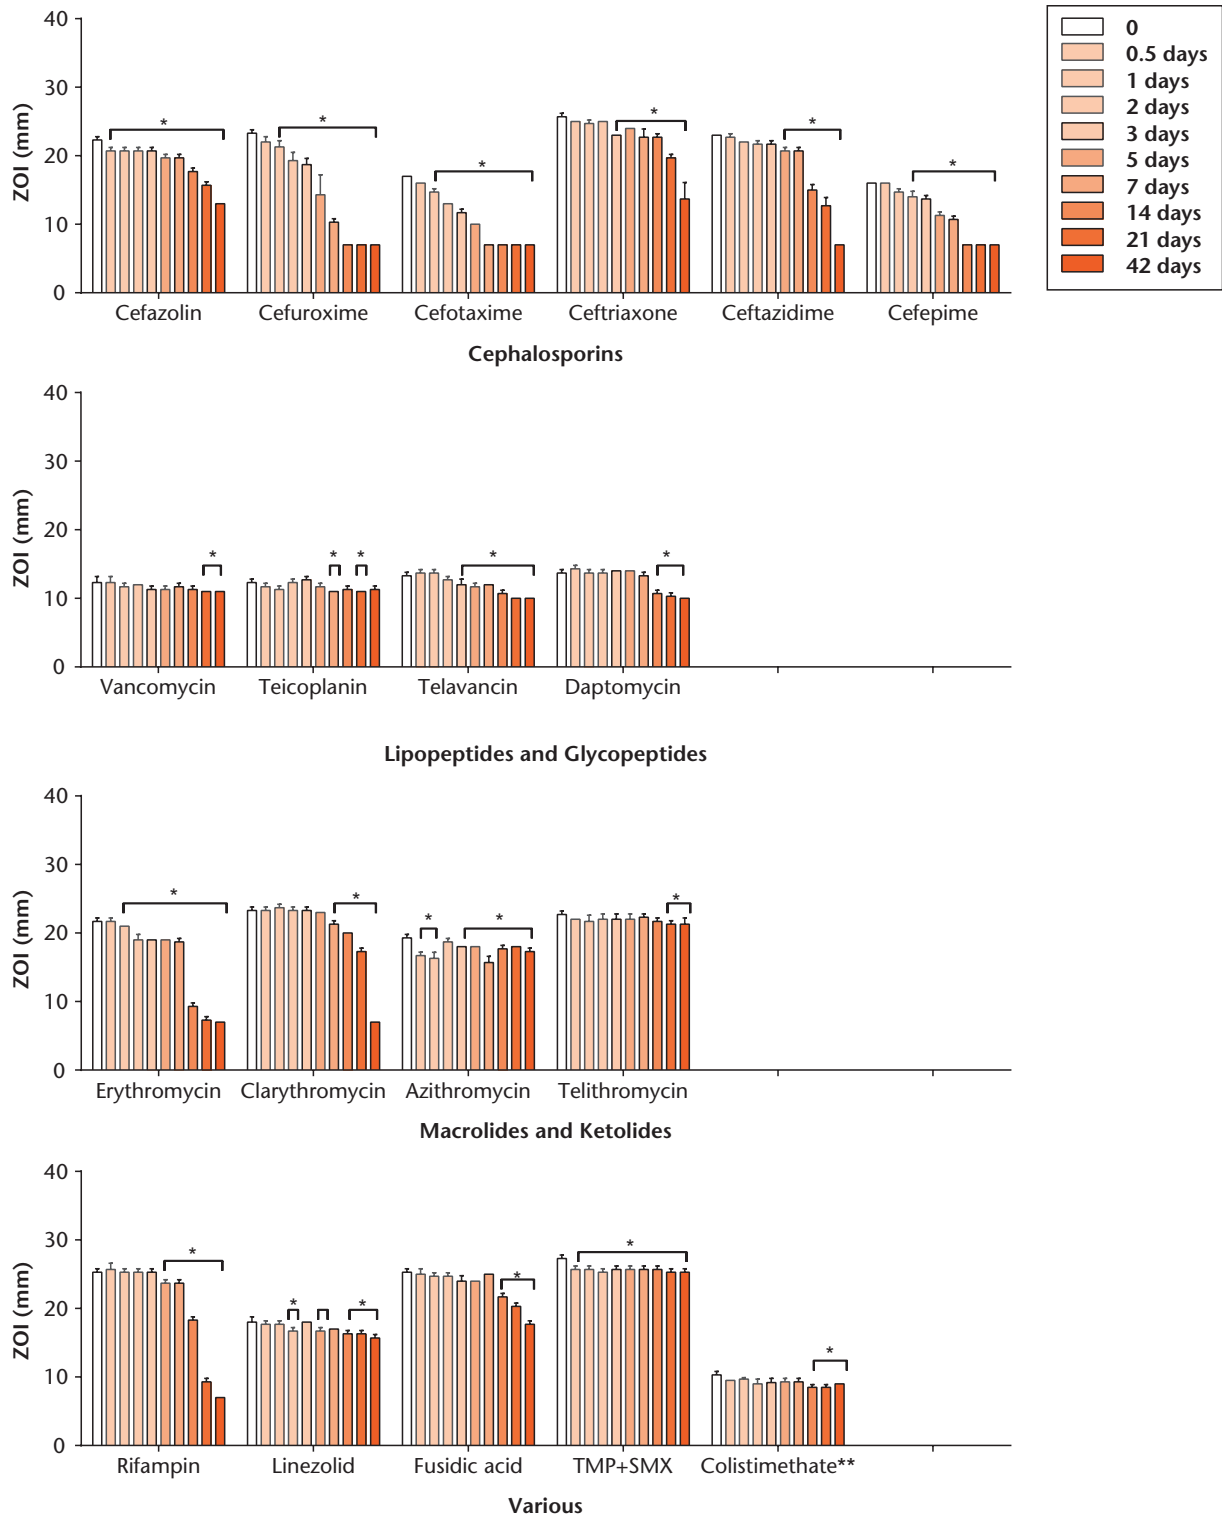 40
30
20
10
0
ZOI (mm)
*
*
*
*
*
*
Cefazolin Cefuroxime Cefotaxime Ceftriaxone Ceftazidime Cefepime
Cephalosporins
0
0.5 days
1 days
2 days
3 days
5 days
7 days
14 days
21 days
42 days
40
30
20
10
0
ZOI (mm)
*
* *
*
*
Vancomycin Teicoplanin Telavancin Daptomycin
Lipopeptides and Glycopeptides
40
30
20
10
0
ZOI (mm)
*
*
* *
*
Erythromycin Clarythromycin Azithromycin Telithromycin
Macrolides and Ketolides
40
30
20
10
0
ZOI (mm)
*
* *
*
*
*
Rifampin Linezolid Fusidic acid TMP+SMX Colistimethate**
Various